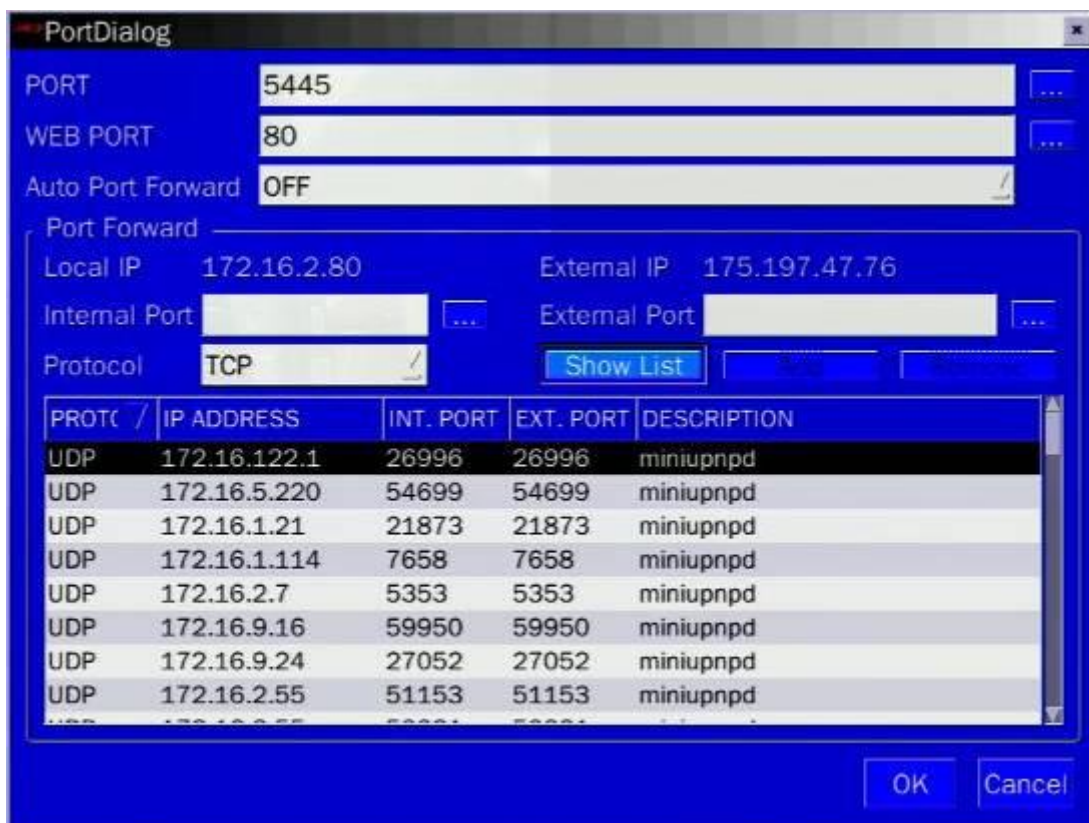 PortDialog
PORT 5445 ...
WEB PORT 80 ...
Auto Port Forward OFF
Port Forward
Local IP 172.16.2.80 External IP 175.197.47.76
Internal Port ... External Port ...
Protocol TCP Show List
PROTO IP ADDRESS INT. PORT EXT. PORT DESCRIPTION
UDP 172.16.122.1 26996 26996 miniupnpd
UDP 172.16.5.220 54699 54699 miniupnpd
UDP 172.16.1.21 21873 21873 miniupnpd
UDP 172.16.1.114 7658 7658 miniupnpd
UDP 172.16.2.7 5353 5353 miniupnpd
UDP 172.16.9.16 59950 59950 miniupnpd
UDP 172.16.9.24 27052 27052 miniupnpd
UDP 172.16.2.55 51153 51153 miniupnpd
OK Cancel